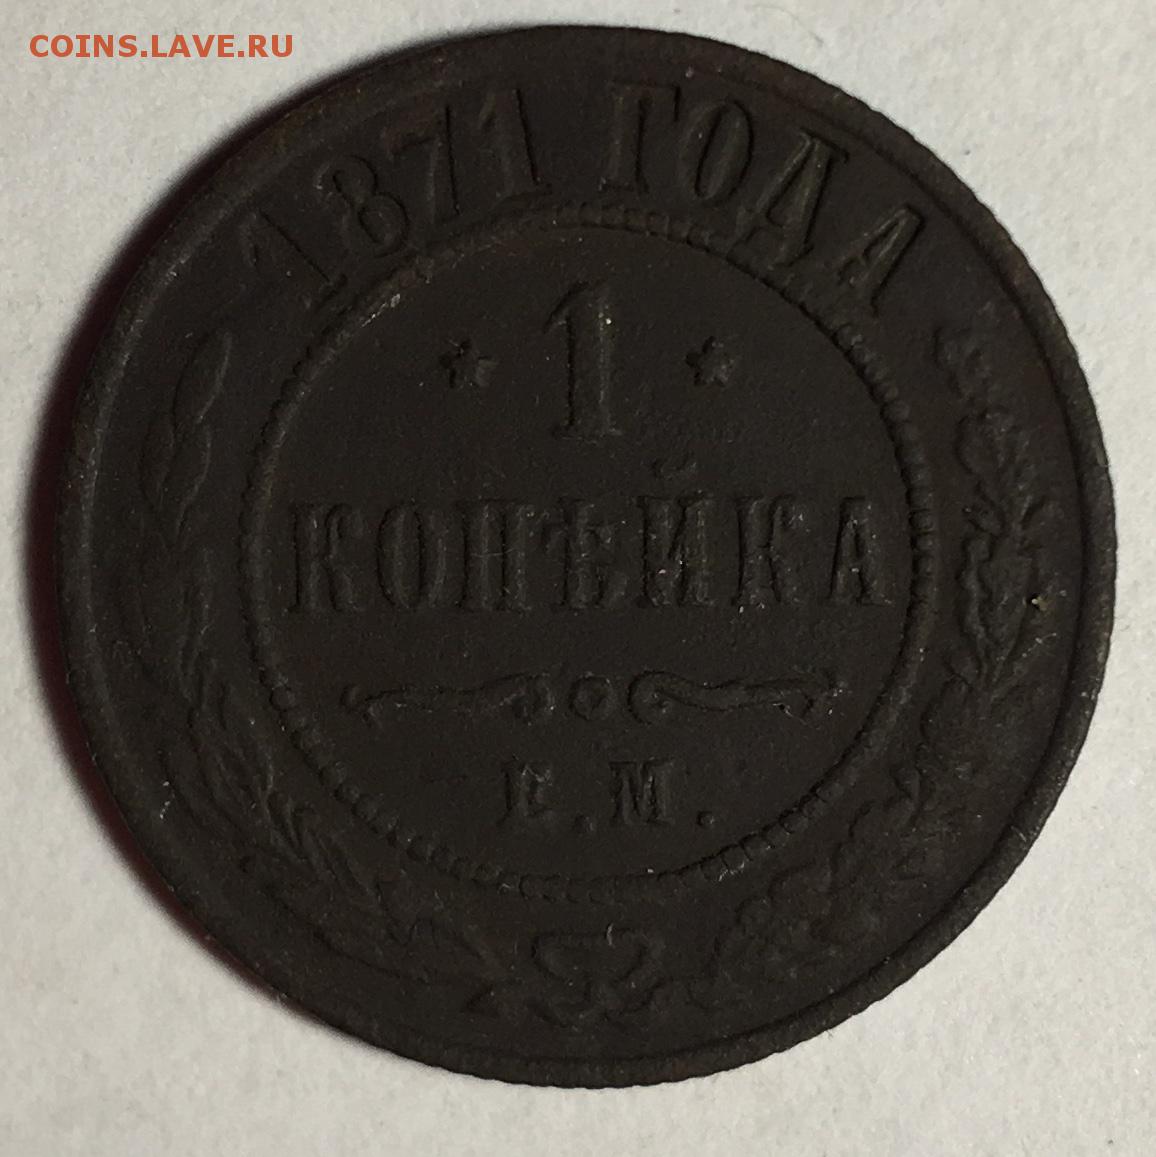 COINS.LAVE.RU
1871 ГОДА
* 1 *
КОПѢЙКА
Е.М.